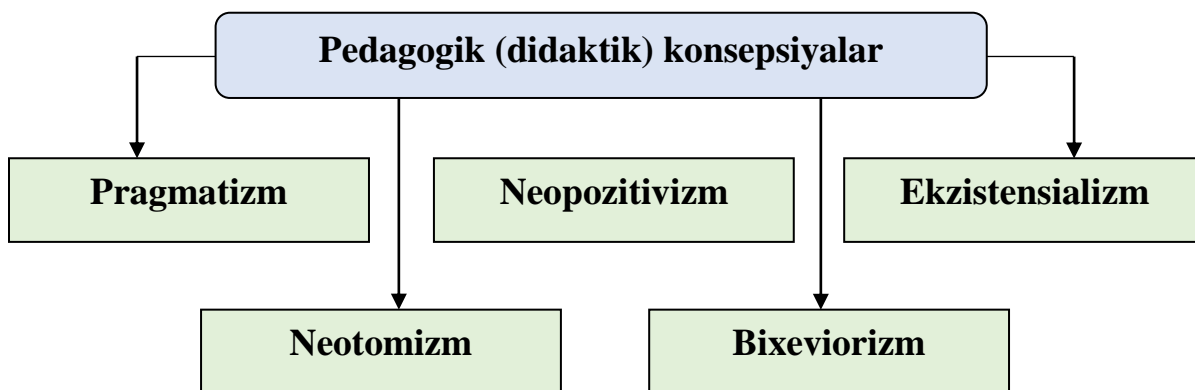 Pedagogik (didaktik) konsepsiyalar
Pragmatizm
Neopozitivizm
Ekzistensializm
Neotomizm
Bixeviorizm